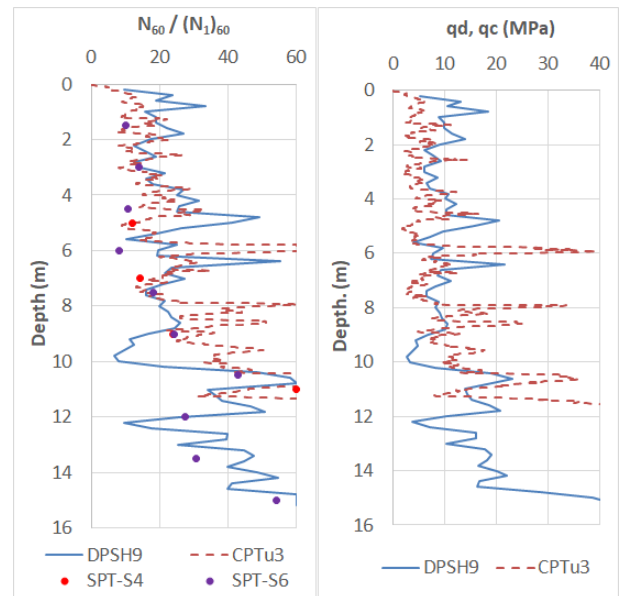 N60 / (N1)60
0 20 40 60
0
2
4
6
8
10
12
14
16
Depth (m)
DPSH9 CPTu3
SPT-S4 SPT-S6
qd, qc (MPa)
0 10 20 30 40
0
2
4
6
8
10
12
14
16
Depth. (m)
DPSH9 CPTu3